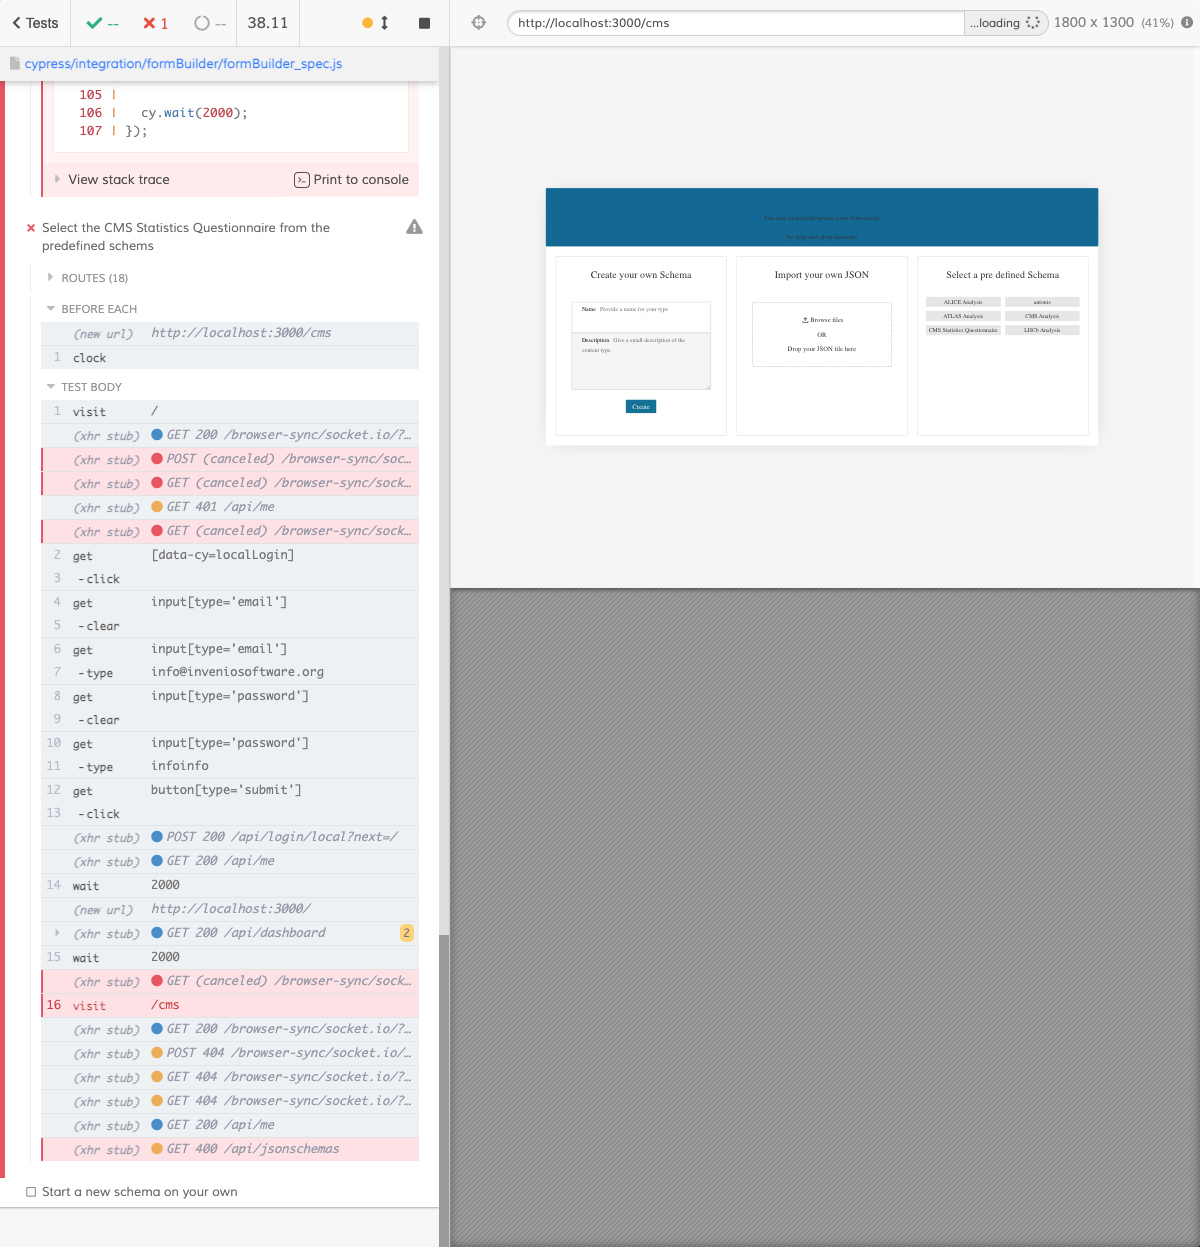 Tests
--
1
--
38.11
http://localhost:3000/cms
...loading
1800 x 1300 (41%)
cypress/integration/formBuilder/formBuilder_spec.js
105 |
106 | cy.wait(2000);
107 | });
View stack trace
Print to console
Select the CMS Statistics Questionnaire from the
predefined schems
ROUTES (18)
BEFORE EACH
(new url) http://localhost:3000/cms
1 clock
TEST BODY
1 visit /
(xhr stub) GET 200 /browser-sync/socket.io/?...
(xhr stub) POST (canceled) /browser-sync/soc...
(xhr stub) GET (canceled) /browser-sync/sock...
(xhr stub) GET 401 /api/me
(xhr stub) GET (canceled) /browser-sync/sock...
2 get [data-cy=localLogin]
3 -click
4 get input[type='email']
5 -clear
6 get input[type='email']
7 -type info@inveniosoftware.org
8 get input[type='password']
9 -clear
10 get input[type='password']
11 -type infoinfo
12 get button[type='submit']
13 -click
(xhr stub) POST 200 /api/login/local?next=/
(xhr stub) GET 200 /api/me
14 wait 2000
(new url) http://localhost:3000/
(xhr stub) GET 200 /api/dashboard 2
15 wait 2000
(xhr stub) GET (canceled) /browser-sync/sock...
16 visit /cms
(xhr stub) GET 200 /browser-sync/socket.io/?...
(xhr stub) POST 404 /browser-sync/socket.io/...
(xhr stub) GET 404 /browser-sync/socket.io/?...
(xhr stub) GET 404 /browser-sync/socket.io/?...
(xhr stub) GET 200 /api/me
(xhr stub) GET 400 /api/jsonschemas
Start a new schema on your own
You can create/edit/update your form easily
by drag and drop elements
Create your own Schema
Name Provide a name for your type
Description Give a small description of the
content type
Create
Import your own JSON
Browse files
OR
Drop your JSON file here
Select a pre defined Schema
ALICE Analysis
antonis
ATLAS Analysis
CMS Analysis
CMS Statistics Questionnaire
LHCb Analysis